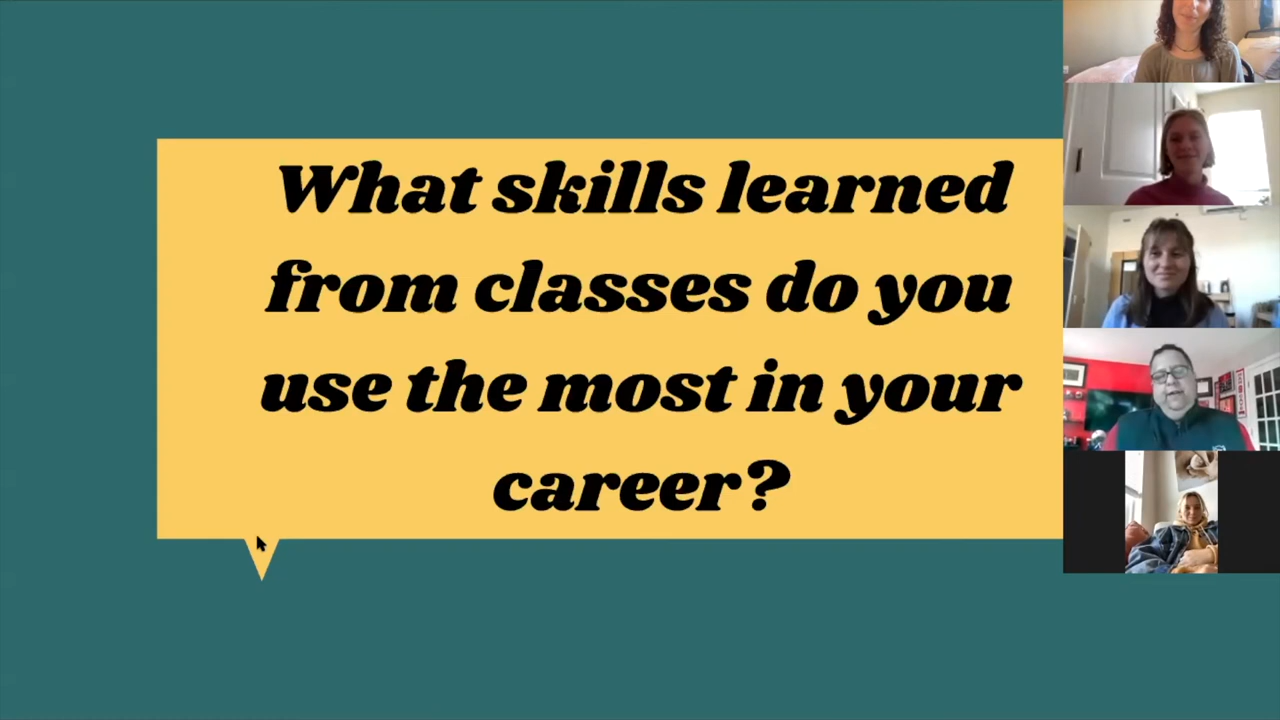 What skills learned
from classes do you
use the most in your
career?